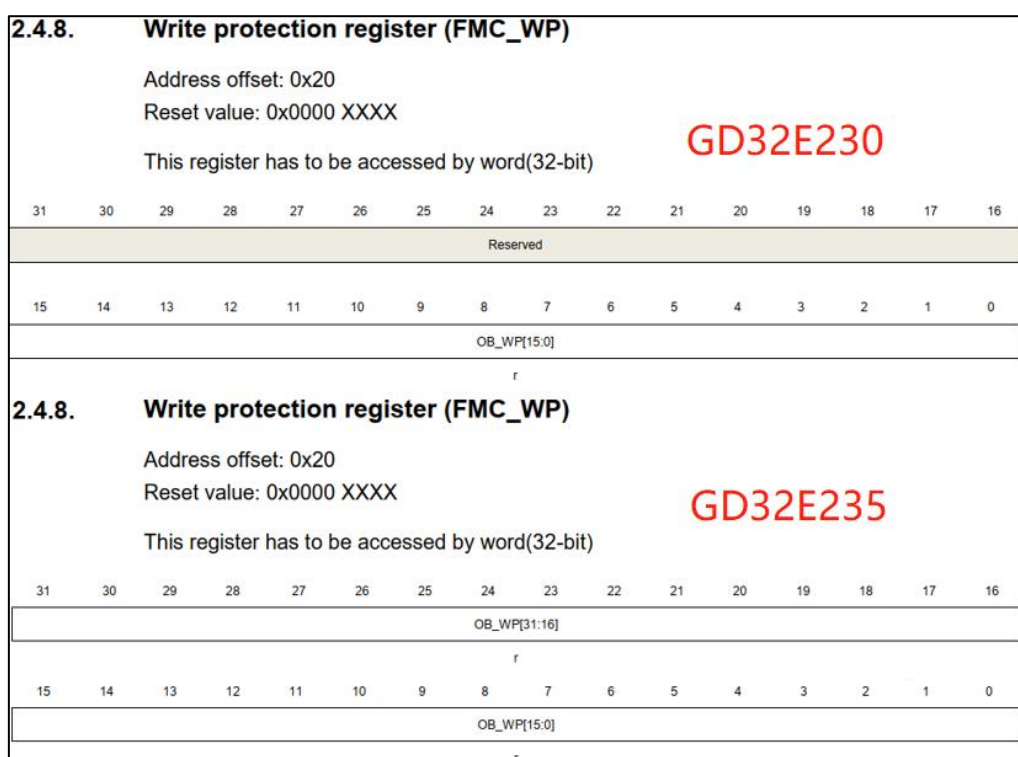 2.4.8. Write protection register (FMC_WP)
Address offset: 0x20
Reset value: 0x0000 XXXX
GD32E230
This register has to be accessed by word(32-bit)
31 30 29 28 27 26 25 24 23 22 21 20 19 18 17 16
Reserved
15 14 13 12 11 10 9 8 7 6 5 4 3 2 1 0
OB_WP[15:0]
r
2.4.8. Write protection register (FMC_WP)
Address offset: 0x20
Reset value: 0x0000 XXXX
GD32E235
This register has to be accessed by word(32-bit)
31 30 29 28 27 26 25 24 23 22 21 20 19 18 17 16
OB_WP[31:16]
r
15 14 13 12 11 10 9 8 7 6 5 4 3 2 1 0
OB_WP[15:0]